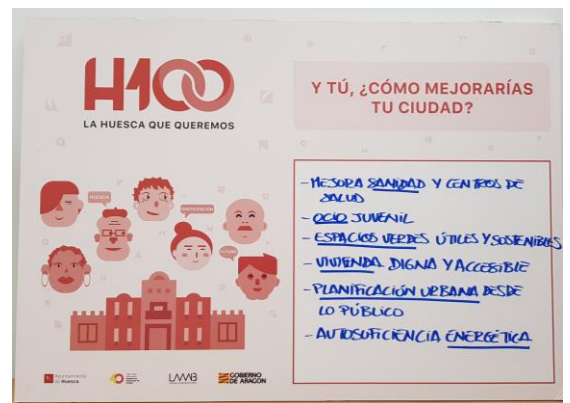 H100
LA HUESCA QUE QUEREMOS
HUESCA
PARTICIPACIÓN
Ayuntamiento
de Huesca
LAAAB
GOBIERNO
DE ARAGON
Y TÚ, ¿CÓMO MEJORARÍAS
TU CIUDAD?
- MEJORA SANIDAD Y CENTROS DE
SALUD
- OCIO JUVENIL
- ESPACIOS VERDES ÚTILES Y SOSTENIBLES
- VIVIENDA DIGNA Y ACCESIBLE
- PLANIFICACIÓN URBANA DESDE
LO PÚBLICO
- AUTOSUFICIENCIA ENERGÉTICA